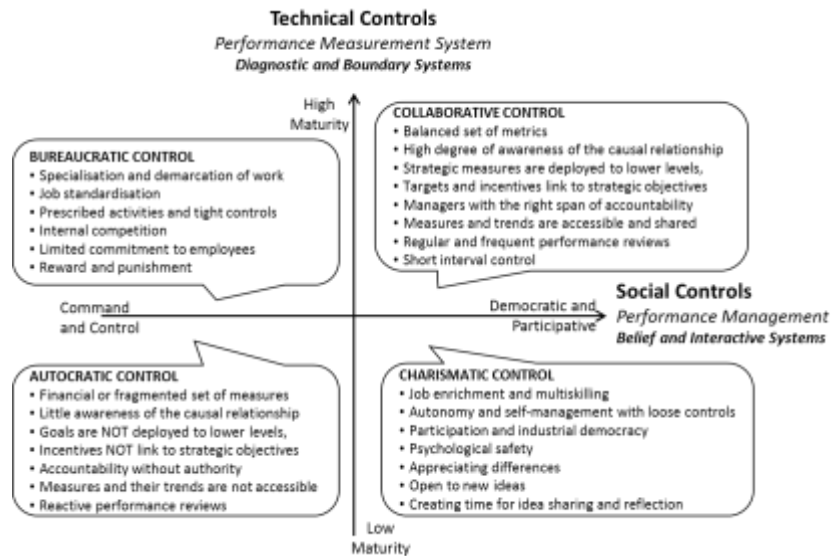 Technical Controls
Performance Measurement System
Diagnostic and Boundary Systems
High
Maturity
BUREAUCRATIC CONTROL
• Specialisation and demarcation of work
• Job standardisation
• Prescribed activities and tight controls
• Internal competition
• Limited commitment to employees
• Reward and punishment
COLLABORATIVE CONTROL
• Balanced set of metrics
• High degree of awareness of the causal relationship
• Strategic measures are deployed to lower levels,
• Targets and incentives link to strategic objectives
• Managers with the right span of accountability
• Measures and trends are accessible and shared
• Regular and frequent performance reviews
• Short interval control
Command
and Control
Democratic and
Participative
Social Controls
Performance Management
Belief and Interactive Systems
AUTOCRATIC CONTROL
• Financial or fragmented set of measures
• Little awareness of the causal relationship
• Goals are NOT deployed to lower levels,
• Incentives NOT link to strategic objectives
• Accountability without authority
• Measures and their trends are not accessible
• Reactive performance reviews
CHARISMATIC CONTROL
• Job enrichment and multiskilling
• Autonomy and self-management with loose controls
• Participation and industrial democracy
• Psychological safety
• Appreciating differences
• Open to new ideas
• Creating time for idea sharing and reflection
Low
Maturity